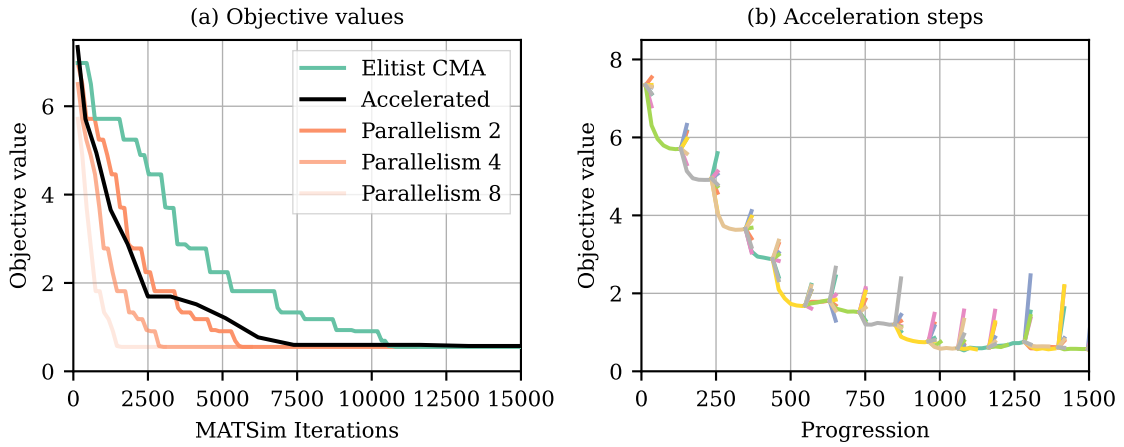 (a) Objective values
Objective value
6
4
2
0
Elitist CMA
Accelerated
Parallelism 2
Parallelism 4
Parallelism 8
0 2500 5000 7500 10000 12500 15000
MATSim Iterations
(b) Acceleration steps
Objective value
8
6
4
2
0
0 250 500 750 1000 1250 1500
Progression